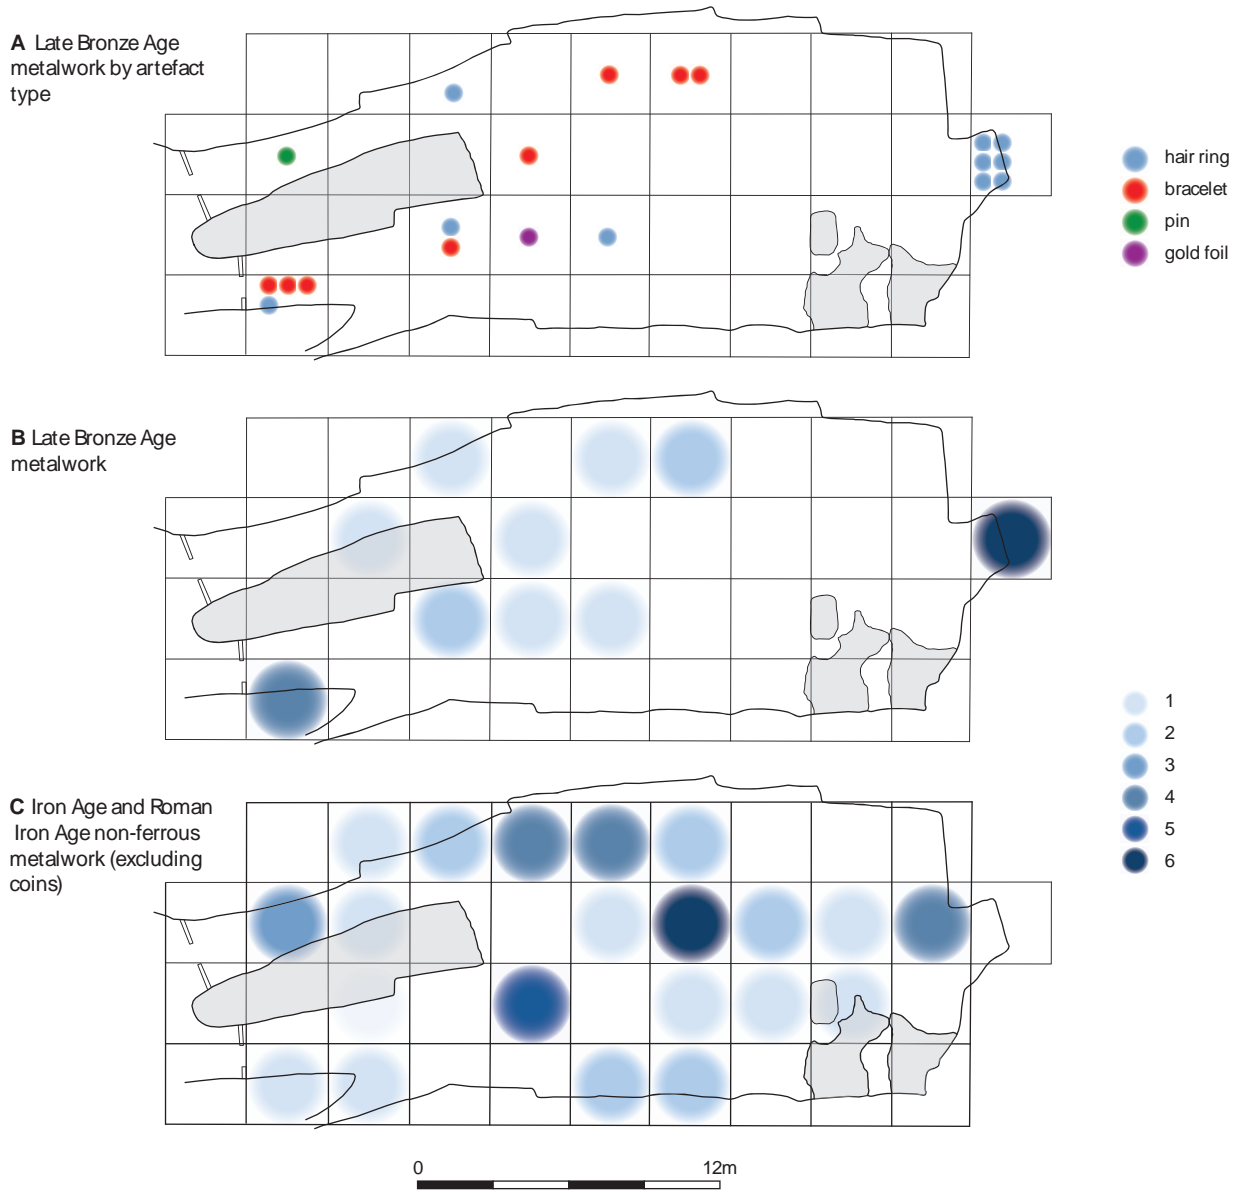 A Late Bronze Age
metalwork by artefact
type
hair ring
bracelet
pin
gold foil
B Late Bronze Age
metalwork
1
2
3
4
5
6
C Iron Age and Roman
Iron Age non-ferrous
metalwork (excluding
coins)
0 12m